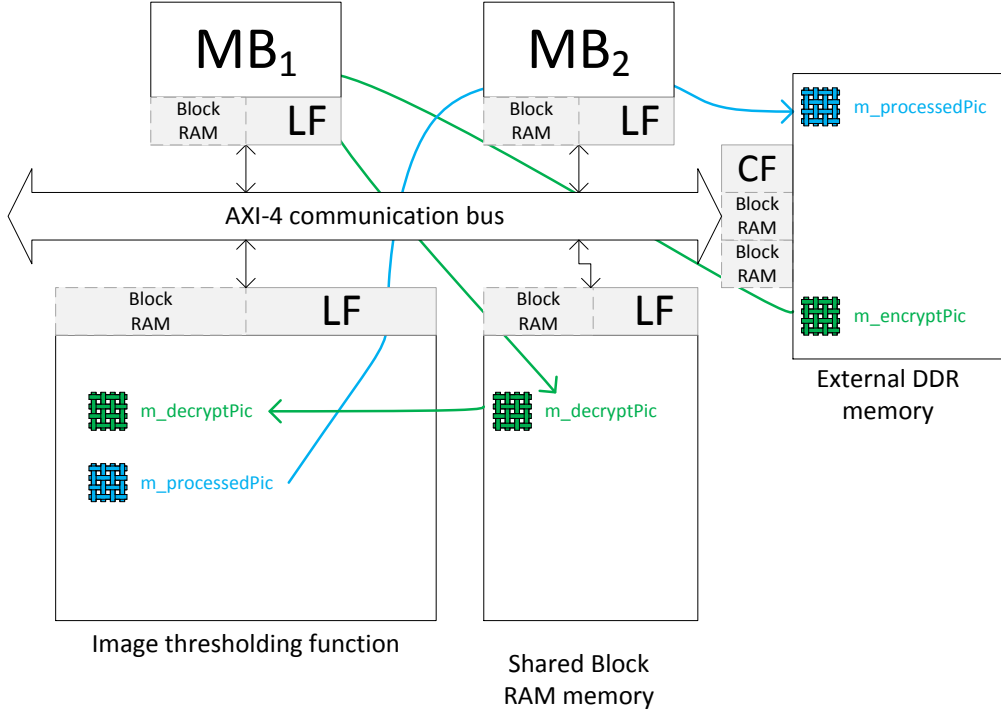 MB1
MB2
Block
RAM
LF
Block
RAM
LF
m_processedPic
CF
Block
RAM
Block
RAM
AXI-4 communication bus
Block
RAM
LF
Block
RAM
LF
m_encryptPic
External DDR
memory
m_decryptPic
m_decryptPic
m_processedPic
Image thresholding function
Shared Block
RAM memory